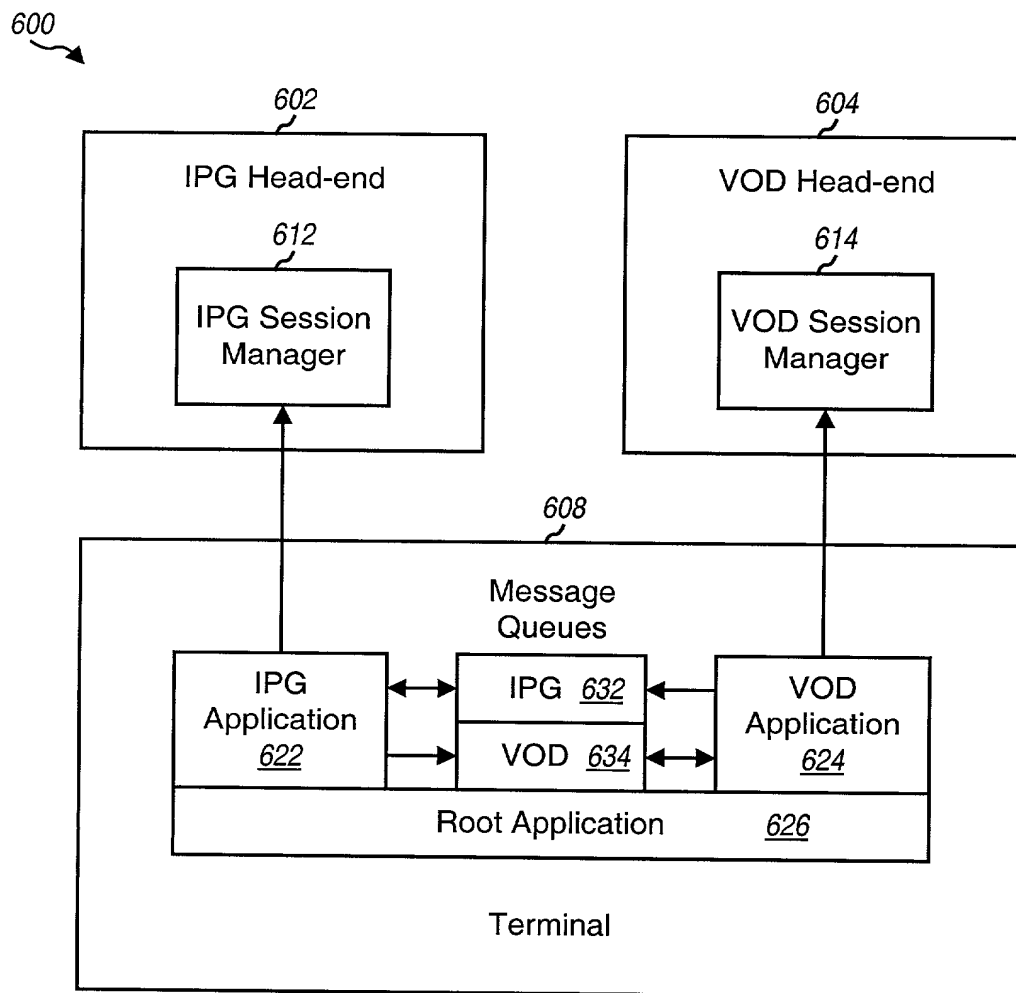 600
602
604
IPG Head-end
VOD Head-end
612
614
IPG Session
Manager
VOD Session
Manager
608
Message
Queues
IPG
Application
622
IPG 632
VOD 634
VOD
Application
624
Root Application 626
Terminal